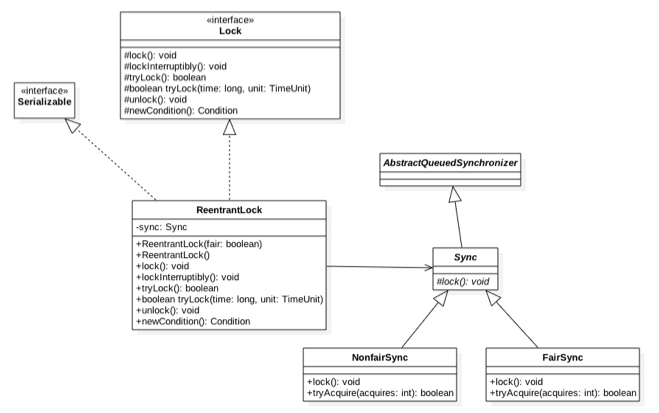 «interface»
Lock
#lock(): void
#lockInterruptibly(): void
#tryLock(): boolean
#boolean tryLock(time: long, unit: TimeUnit)
#unlock(): void
#newCondition(): Condition
«interface»
Serializable
AbstractQueuedSynchronizer
ReentrantLock
-sync: Sync
+ReentrantLock(fair: boolean)
+ReentrantLock()
+lock(): void
+lockInterruptibly(): void
+tryLock(): boolean
+boolean tryLock(time: long, unit: TimeUnit)
+unlock(): void
+newCondition(): Condition
Sync
#lock(): void
NonfairSync
+lock(): void
+tryAcquire(acquires: int): boolean
FairSync
+lock(): void
+tryAcquire(acquires: int): boolean